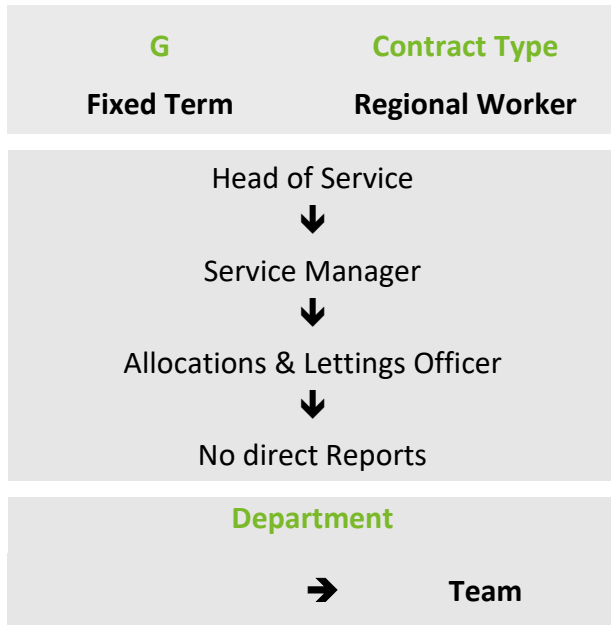 G Contract Type
Fixed Term Regional Worker
Head of Service
↓
Service Manager
↓
Allocations & Lettings Officer
↓
No direct Reports
Department
→ Team